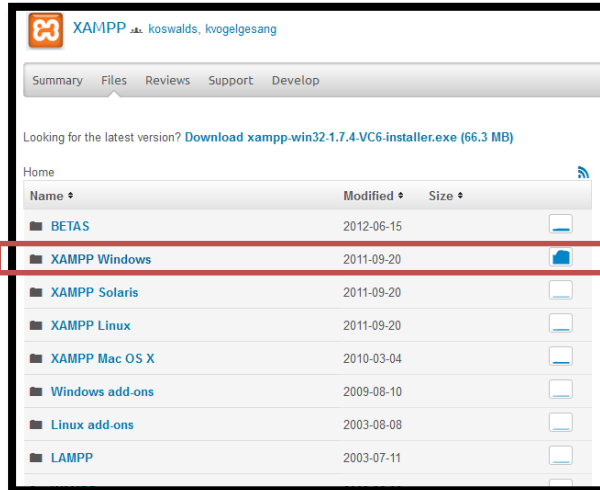 XAMPP koswalds, kvogelgesang
Summary Files Reviews Support Develop
Looking for the latest version? Download xampp-win32-1.7.4-VC6-installer.exe (66.3 MB)
Home
Name Modified Size
BETAS 2012-06-15
XAMPP Windows 2011-09-20
XAMPP Solaris 2011-09-20
XAMPP Linux 2011-09-20
XAMPP Mac OS X 2010-03-04
Windows add-ons 2009-08-10
Linux add-ons 2003-08-08
LAMPP 2003-07-11